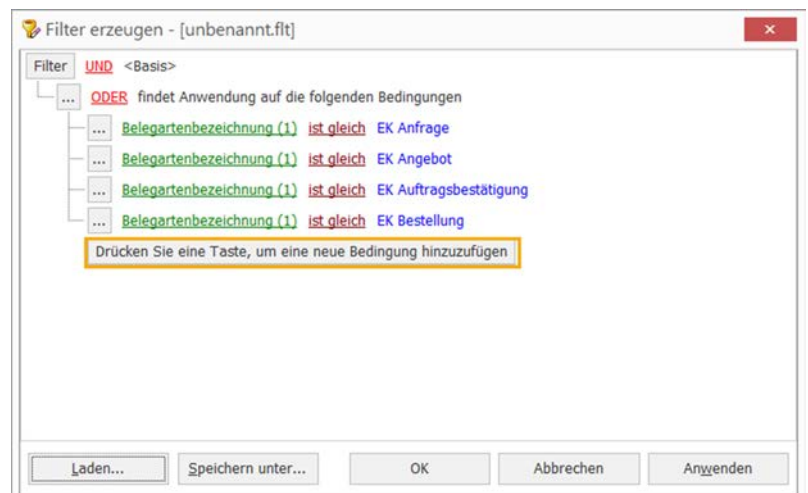 Filter erzeugen - [unbenannt.flt]
Filter UND <Basis>
... ODER findet Anwendung auf die folgenden Bedingungen
... Belegartenbezeichnung (1) ist gleich EK Anfrage
... Belegartenbezeichnung (1) ist gleich EK Angebot
... Belegartenbezeichnung (1) ist gleich EK Auftragsbestätigung
... Belegartenbezeichnung (1) ist gleich EK Bestellung
Drücken Sie eine Taste, um eine neue Bedingung hinzuzufügen
Laden... Speichern unter... OK Abbrechen Anwenden